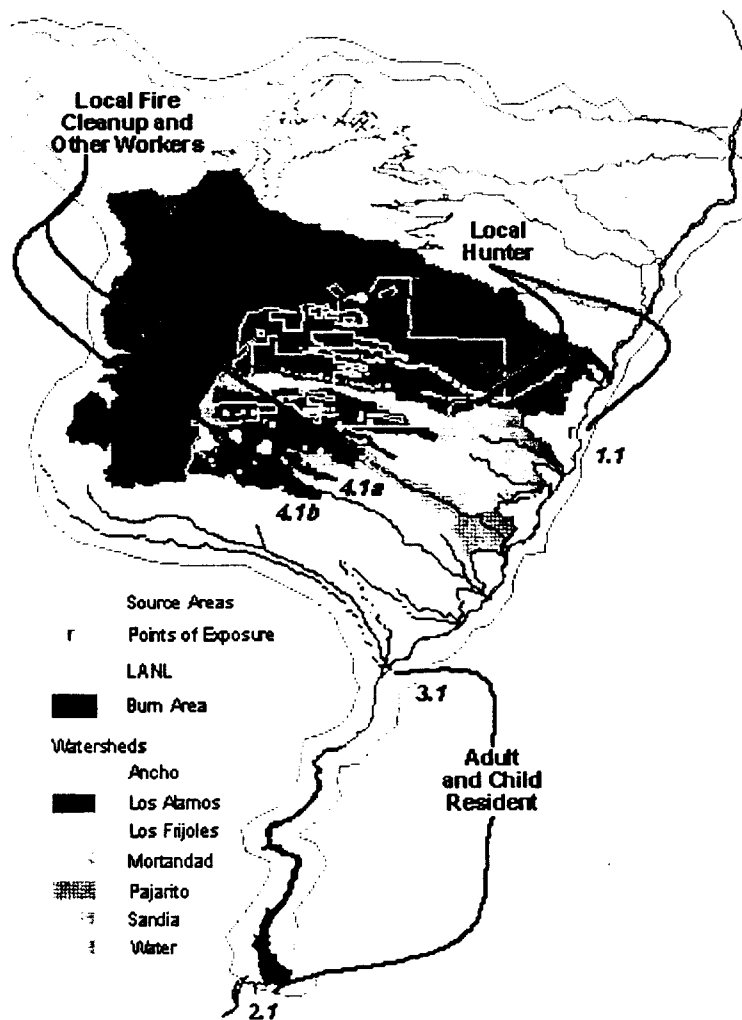 Local Fire
Cleanup and
Other Workers
Local
Hunter
1.1
4.1a
4.1b
Source Areas
r Points of Exposure
LANL
Burn Area
3.1
Watersheds
Ancho
Los Alamos
Los Frijoles
Mortandad
Pajarito
Sandia
Water
Adult
and Child
Resident
2.1